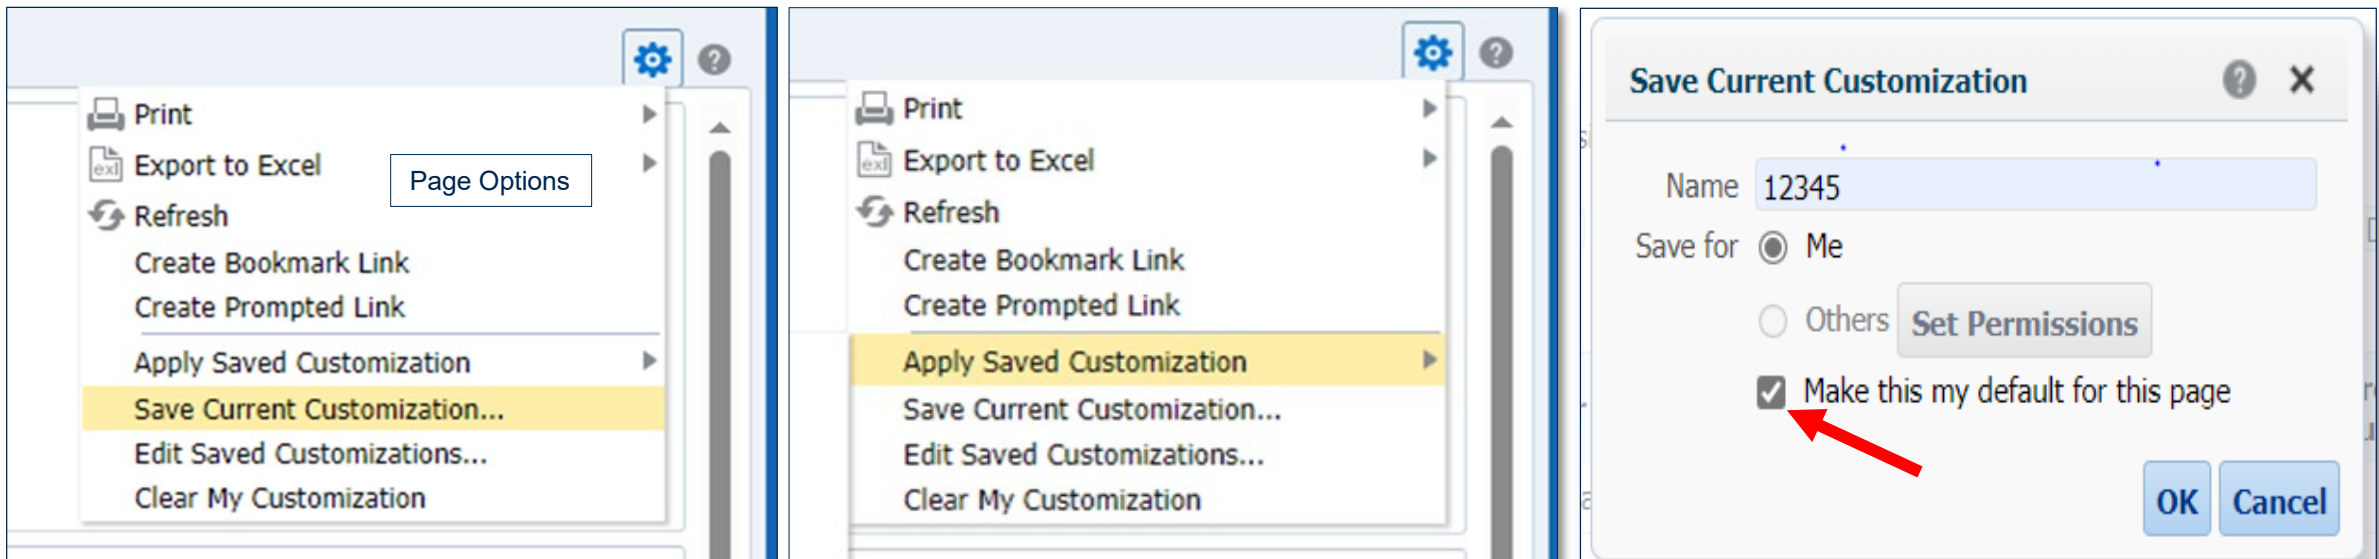 Print
Export to Excel
Page Options
Refresh
Create Bookmark Link
Create Prompted Link
Apply Saved Customization
Save Current Customization...
Edit Saved Customizations...
Clear My Customization
Print
Export to Excel
Refresh
Create Bookmark Link
Create Prompted Link
Apply Saved Customization
Save Current Customization...
Edit Saved Customizations...
Clear My Customization
Save Current Customization
Name 12345
Save for Me
Others Set Permissions
Make this my default for this page
OK Cancel